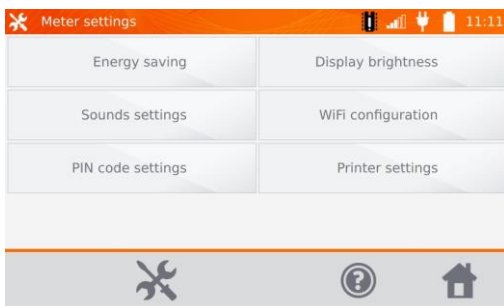 Meter settings 11:11
Energy saving Display brightness
Sounds settings WiFi configuration
PIN code settings Printer settings
?